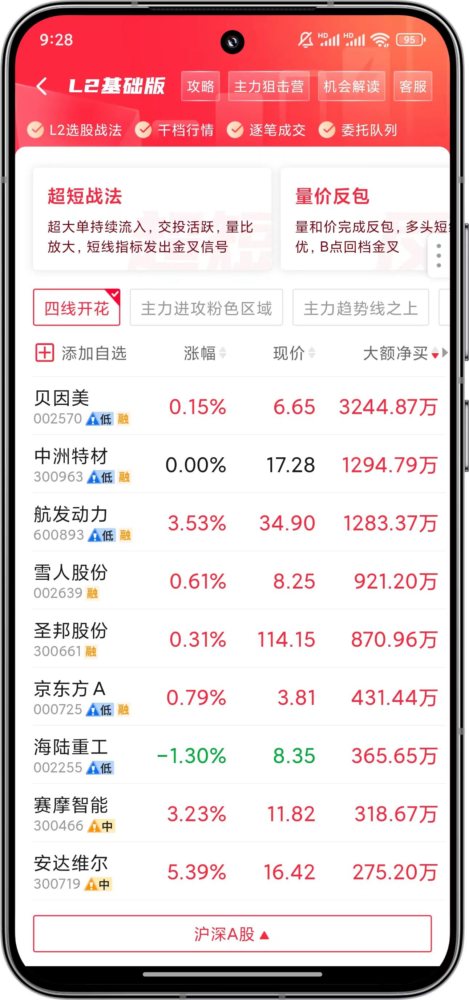 9:28
HD HD 95
L2基础版 攻略 主力狙击营 机会解读 客服
L2选股战法 千档行情 逐笔成交 委托队列
超短战法
超大单持续流入，交投活跃，量比
放大，短线指标发出金叉信号
量价反包
量和价完成反包，多头短
优，B点回档金叉
四线开花 主力进攻粉色区域 主力趋势线之上
添加自选 涨幅 现价 大额净买
贝因美
002570 低 融
0.15% 6.65 3244.87万
中洲特材
300963 低 融
0.00% 17.28 1294.79万
航发动力
600893 低 融
3.53% 34.90 1283.37万
雪人股份
002639 融
0.61% 8.25 921.20万
圣邦股份
300661 融
0.31% 114.15 870.96万
京东方A
000725 低 融
0.79% 3.81 431.44万
海陆重工
002255 低
-1.30% 8.35 365.65万
赛摩智能
300466 中
3.23% 11.82 318.67万
安达维尔
300719 中
5.39% 16.42 275.20万
沪深A股